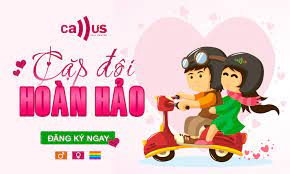 callus
Cặp đôi
HOÀN HẢO
ĐĂNG KÝ NGAY